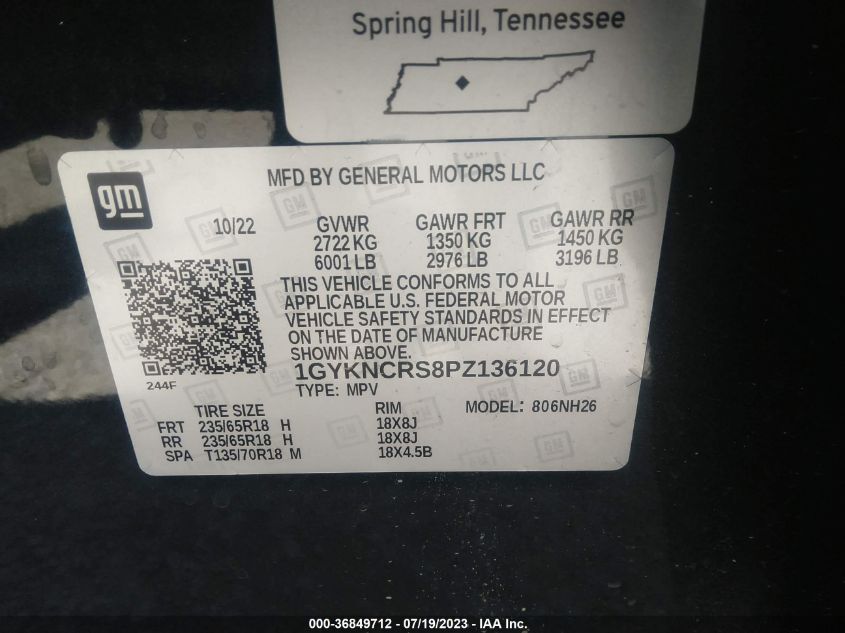 Spring Hill, Tennessee
gm
MFD BY GENERAL MOTORS LLC
10/22 GVWR GAWR FRT GAWR RR
2722 KG 1350 KG 1450 KG
6001 LB 2976 LB 3196 LB
THIS VEHICLE CONFORMS TO ALL
APPLICABLE U.S. FEDERAL MOTOR
VEHICLE SAFETY STANDARDS IN EFFECT
ON THE DATE OF MANUFACTURE
SHOWN ABOVE.
1GYKNCRS8PZ136120
244F
TYPE: MPV
TIRE SIZE RIM MODEL: 806NH26
FRT 235/65R18 H 18X8J
RR 235/65R18 H 18X8J
SPA T135/70R18 M 18X4.5B
000-36849712 - 07/19/2023 - IAA Inc.